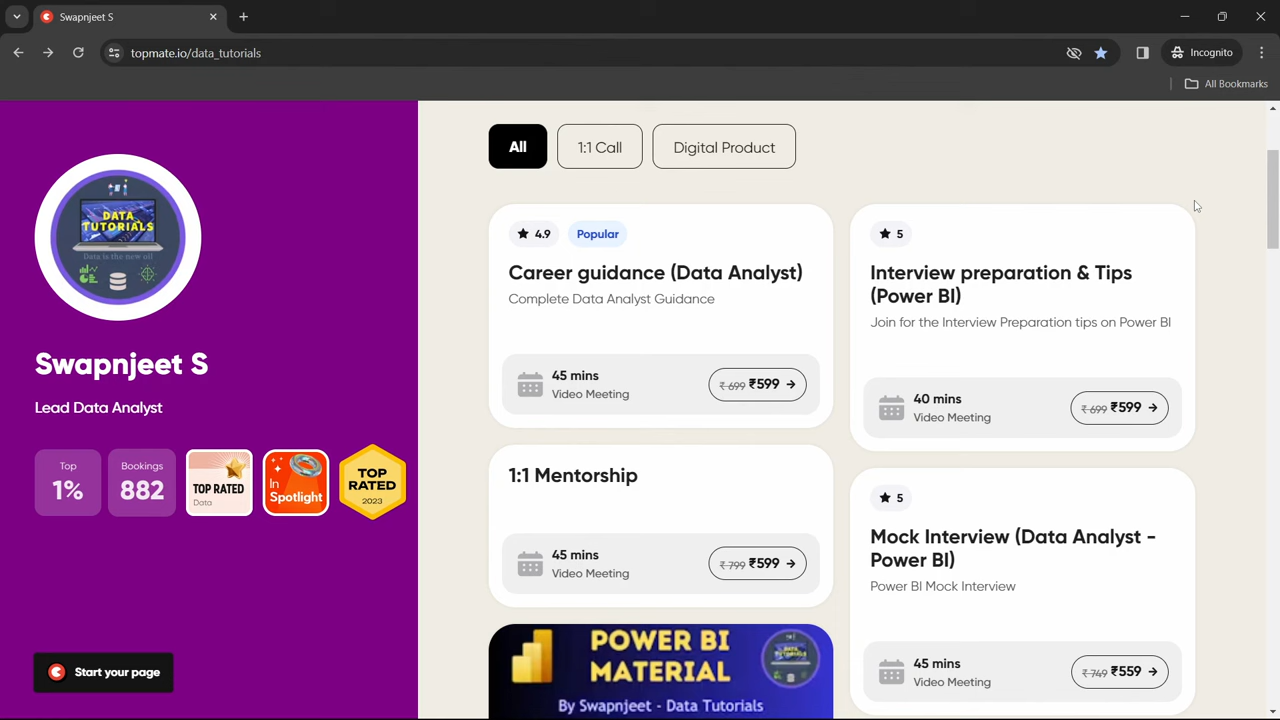 Swapnjeet S
topmate.io/data_tutorials
Incognito
All Bookmarks
DATA
TUTORIALS
Data is the new oil
Swapnjeet S
Lead Data Analyst
Top
1%
Bookings
882
TOP RATED
Data
In
Spotlight
TOP
RATED
2023
Start your page
All
1:1 Call
Digital Product
4.9
Popular
Career guidance (Data Analyst)
Complete Data Analyst Guidance
45 mins
Video Meeting
₹ 699 ₹599
5
Interview preparation & Tips
(Power BI)
Join for the Interview Preparation tips on Power BI
40 mins
Video Meeting
₹ 699 ₹599
1:1 Mentorship
45 mins
Video Meeting
₹ 799 ₹599
5
Mock Interview (Data Analyst -
Power BI)
Power BI Mock Interview
45 mins
Video Meeting
₹ 749 ₹559
POWER BI
MATERIAL
By Swapnjeet - Data Tutorials